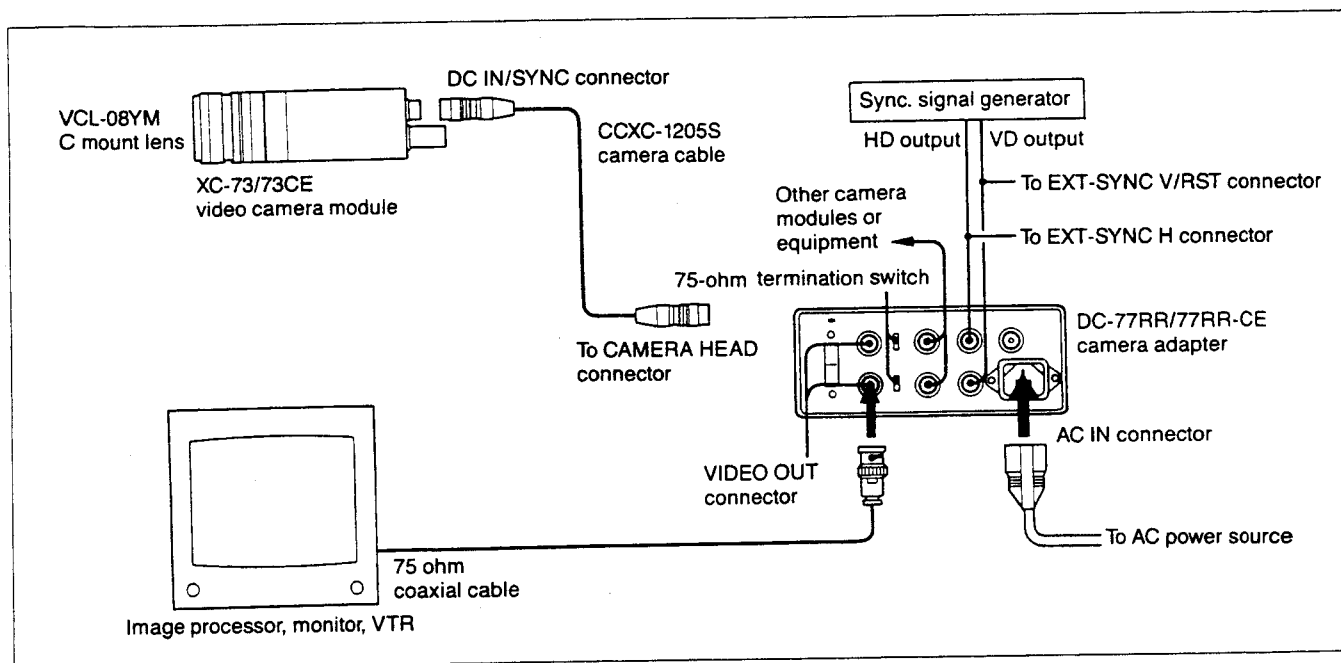 DC IN/SYNC connector
VCL-08YM
C mount lens
CCXC-1205S
camera cable
XC-73/73CE
video camera module
Sync. signal generator
HD output
VD output
To EXT-SYNC V/RST connector
Other camera
modules or
equipment
To EXT-SYNC H connector
75-ohm termination switch
To CAMERA HEAD
connector
DC-77RR/77RR-CE
camera adapter
AC IN connector
VIDEO OUT
connector
To AC power source
75 ohm
coaxial cable
Image processor, monitor, VTR